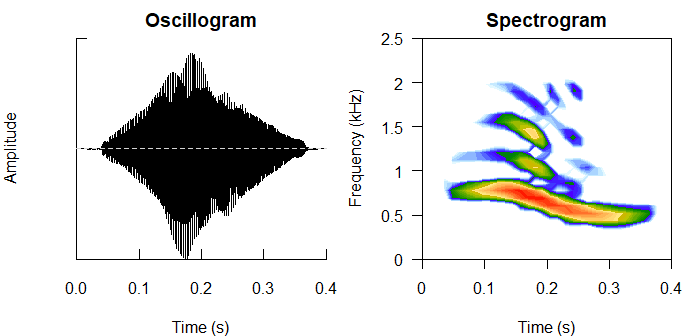 Oscillogram
Amplitude
0.0 0.1 0.2 0.3 0.4
Time (s)
Spectrogram
Frequency (kHz)
2.5
2
1.5
1
0.5
0
0 0.1 0.2 0.3 0.4
Time (s)